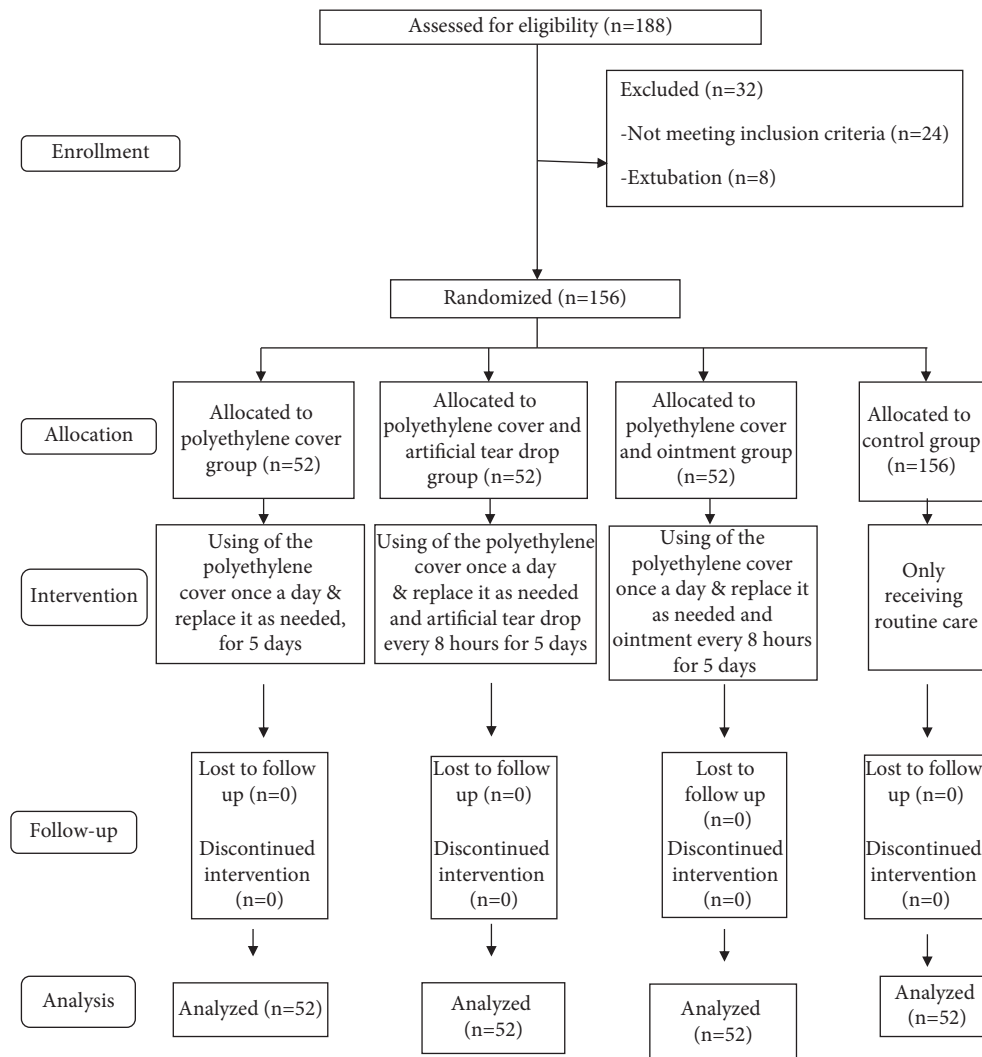 Assessed for eligibility (n=188)
Excluded (n=32)
-Not meeting inclusion criteria (n=24)
-Extubation (n=8)
Enrollment
Randomized (n=156)
Allocation
Allocated to
polyethylene cover
group (n=52)
Allocated to
polyethylene cover and
artificial tear drop
group (n=52)
Allocated to
polyethylene cover
and ointment group
(n=52)
Allocated to
control group
(n=156)
Intervention
Using of the
polyethylene
cover once a day &
replace it as needed,
for 5 days
Using of the polyethylene
cover once a day
& replace it as needed
and artificial tear drop
every 8 hours for 5 days
Using of the
polyethylene cover
once a day & replace it
as needed and
ointment every 8 hours
for 5 days
Only
receiving
routine care
Follow-up
Lost to follow
up (n=0)
Discontinued
intervention
(n=0)
Lost to follow
up (n=0)
Discontinued
intervention
(n=0)
Lost to
follow up
(n=0)
Discontinued
intervention
(n=0)
Lost to follow
up (n=0)
Discontinued
intervention
(n=0)
Analysis
Analyzed (n=52)
Analyzed
(n=52)
Analyzed
(n=52)
Analyzed
(n=52)